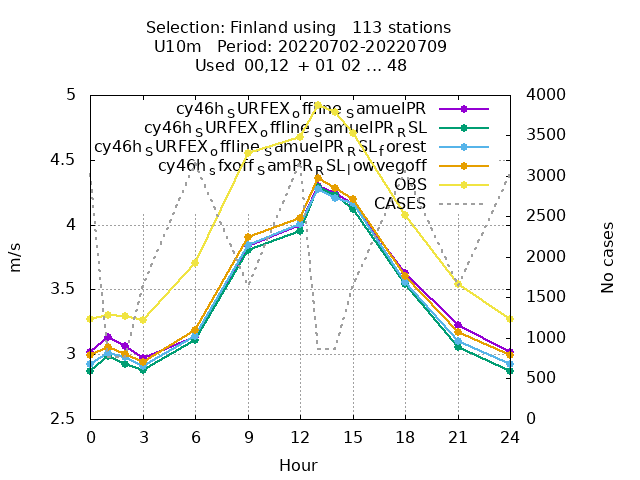 Selection: Finland using   113 stations
U10m   Period: 20220702-20220709
Used  00,12  + 01 02 ... 48
5
4.5
4
3.5
3
2.5
4000
3500
3000
2500
2000
1500
1000
500
0
m/s
No cases
cy46h_SURFEX_offline_SamuelPR
cy46h_SURFEX_offline_SamuelPR_RSL
cy46h_SURFEX_offline_SamuelPR_RSL_forest
cy46h_sfxoff_SamPR_RSL_lowvegoff
OBS
CASES
0 3 6 9 12 15 18 21 24
Hour